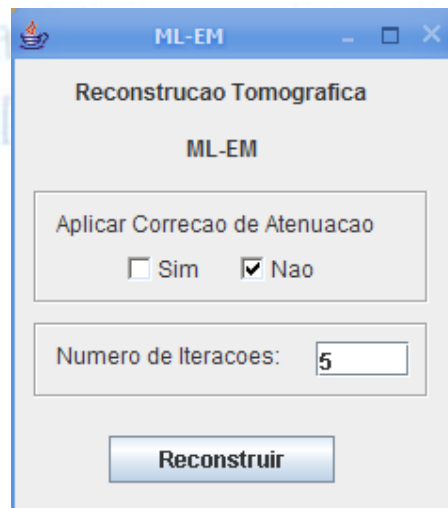 ML-EM
Reconstrucao Tomografica
ML-EM
Aplicar Correcao de Atenuacao
Sim Nao
Numero de Iteracoes: 5
Reconstruir